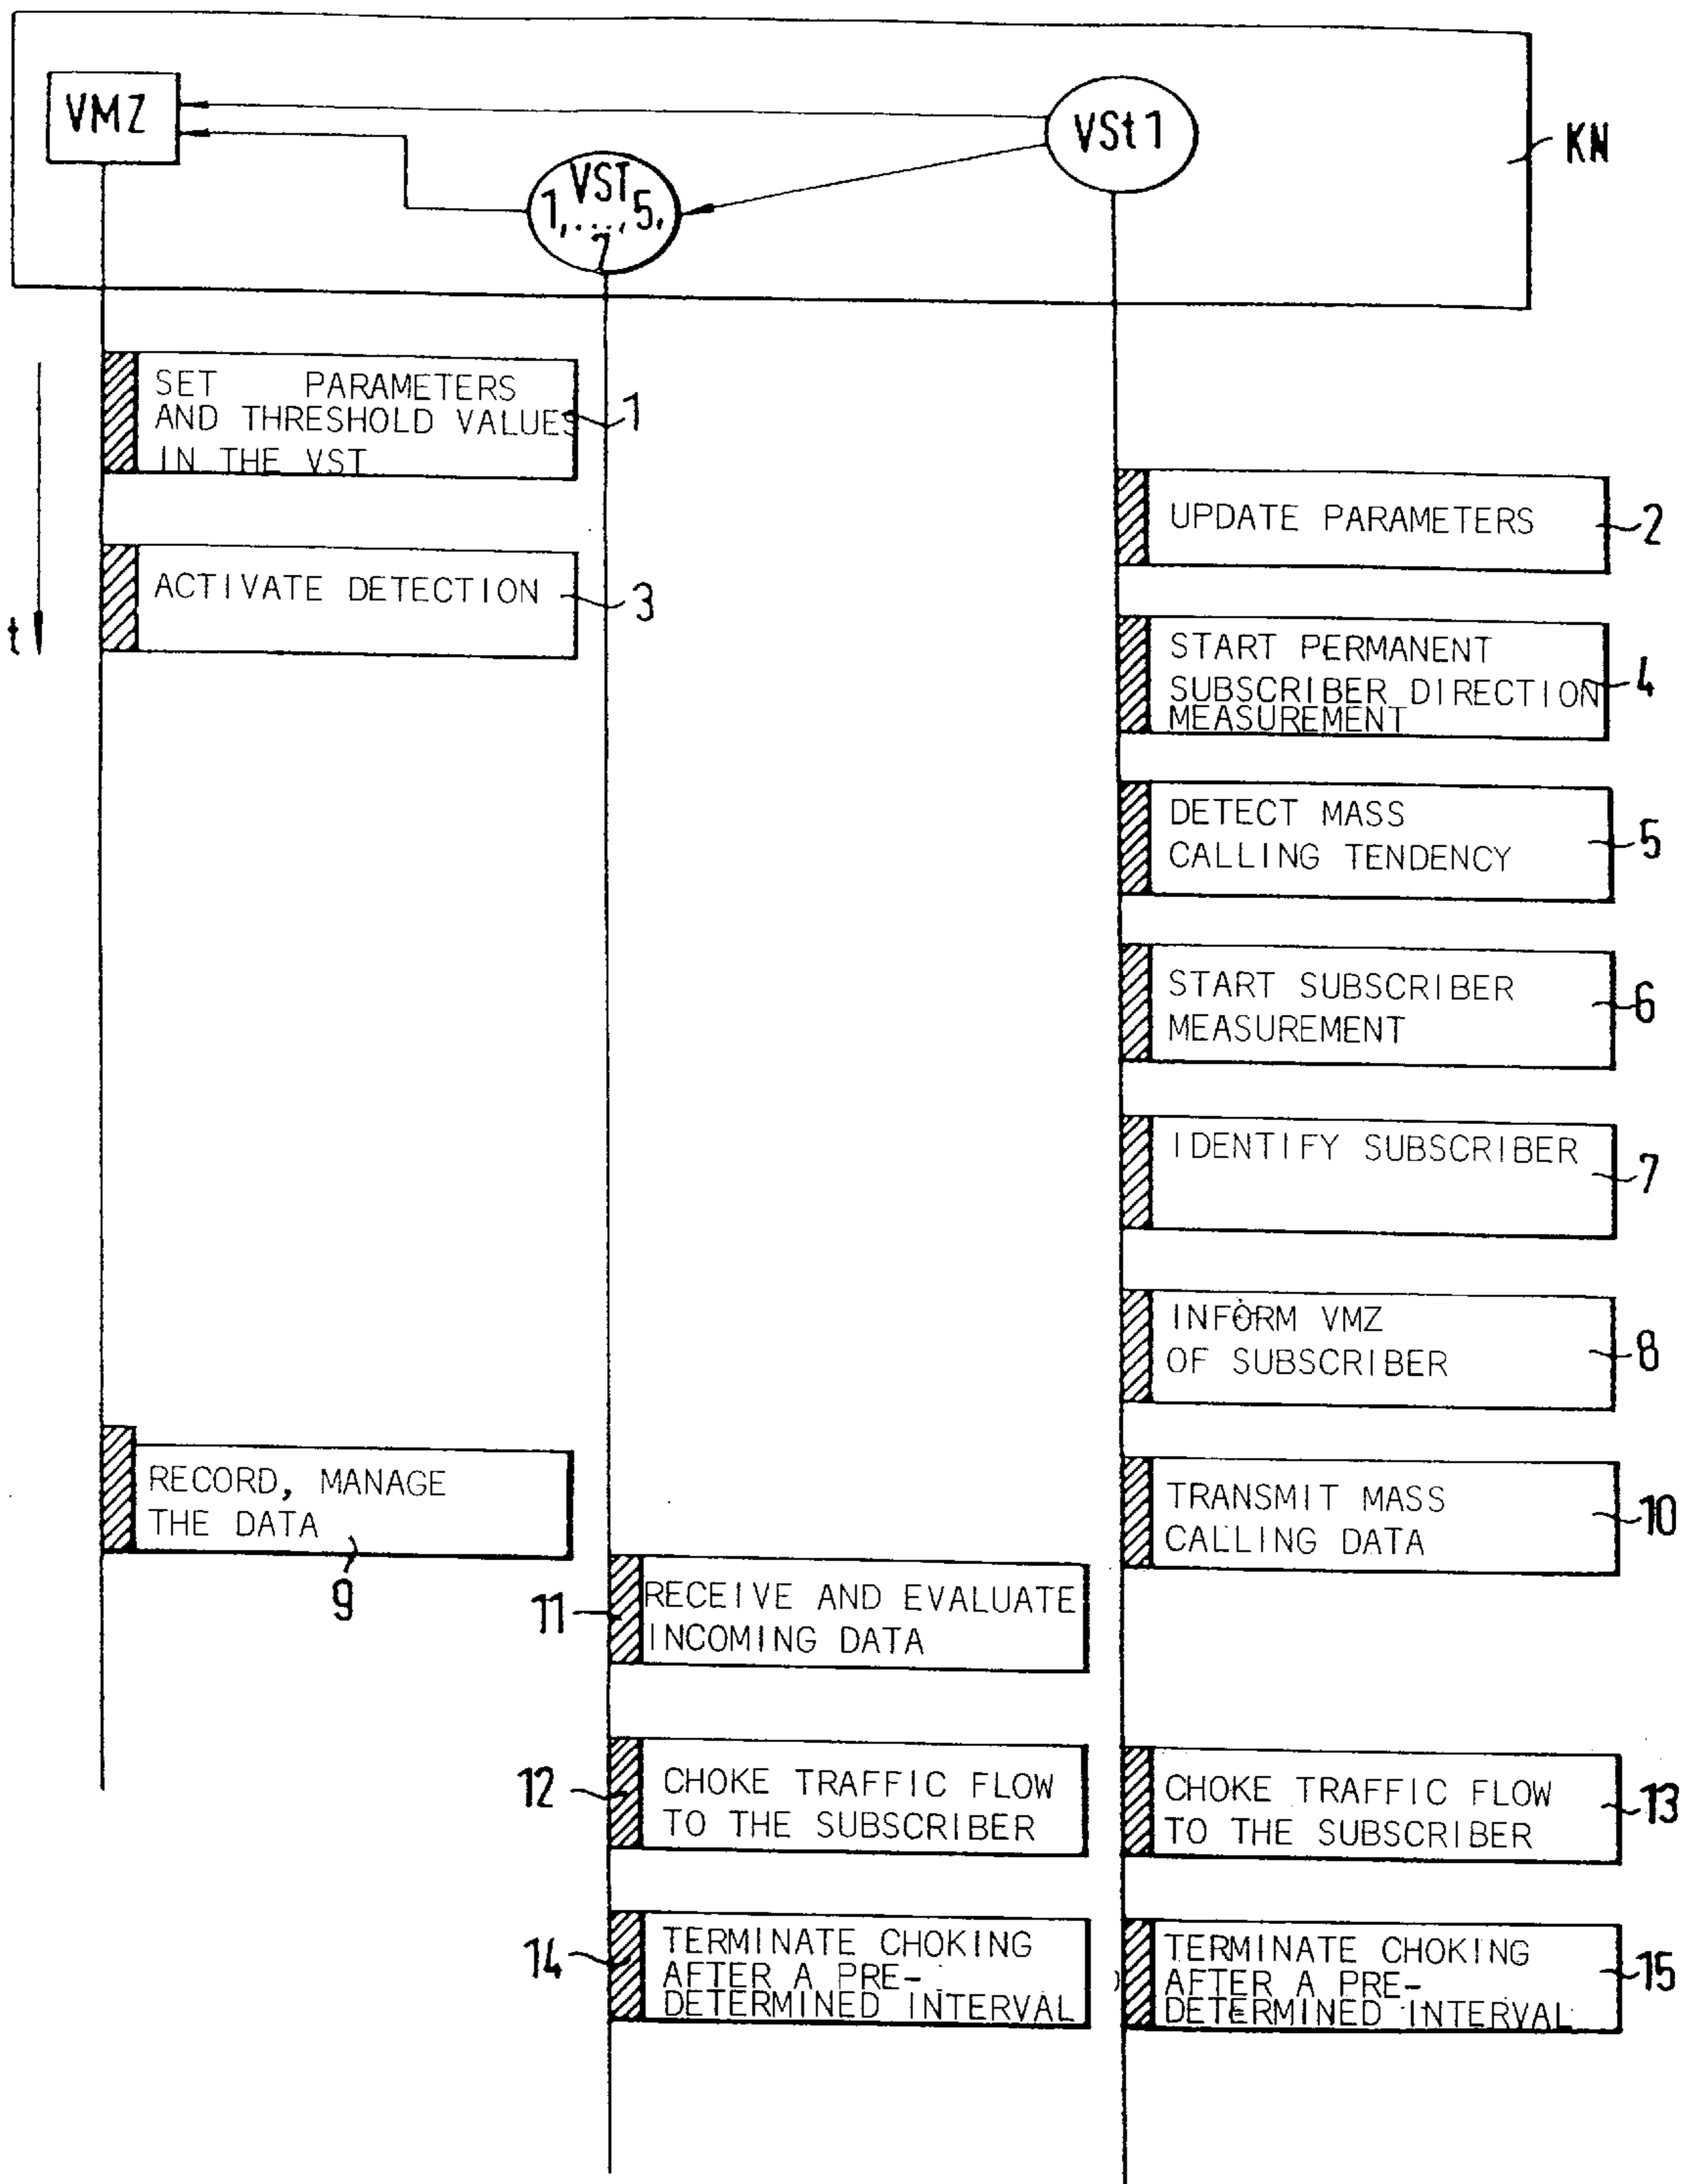 VMZ
VSt 1
KN
VST
1,...,5,
7
SET PARAMETERS
AND THRESHOLD VALUES
IN THE VST
1
UPDATE PARAMETERS
2
ACTIVATE DETECTION
3
t
START PERMANENT
SUBSCRIBER DIRECTION
MEASUREMENT
4
DETECT MASS
CALLING TENDENCY
5
START SUBSCRIBER
MEASUREMENT
6
IDENTIFY SUBSCRIBER
7
INFORM VMZ
OF SUBSCRIBER
8
RECORD, MANAGE
THE DATA
9
TRANSMIT MASS
CALLING DATA
10
11
RECEIVE AND EVALUATE
INCOMING DATA
12
CHOKE TRAFFIC FLOW
TO THE SUBSCRIBER
CHOKE TRAFFIC FLOW
TO THE SUBSCRIBER
13
14
TERMINATE CHOKING
AFTER A PRE-
DETERMINED INTERVAL
TERMINATE CHOKING
AFTER A PRE-
DETERMINED INTERVAL
15